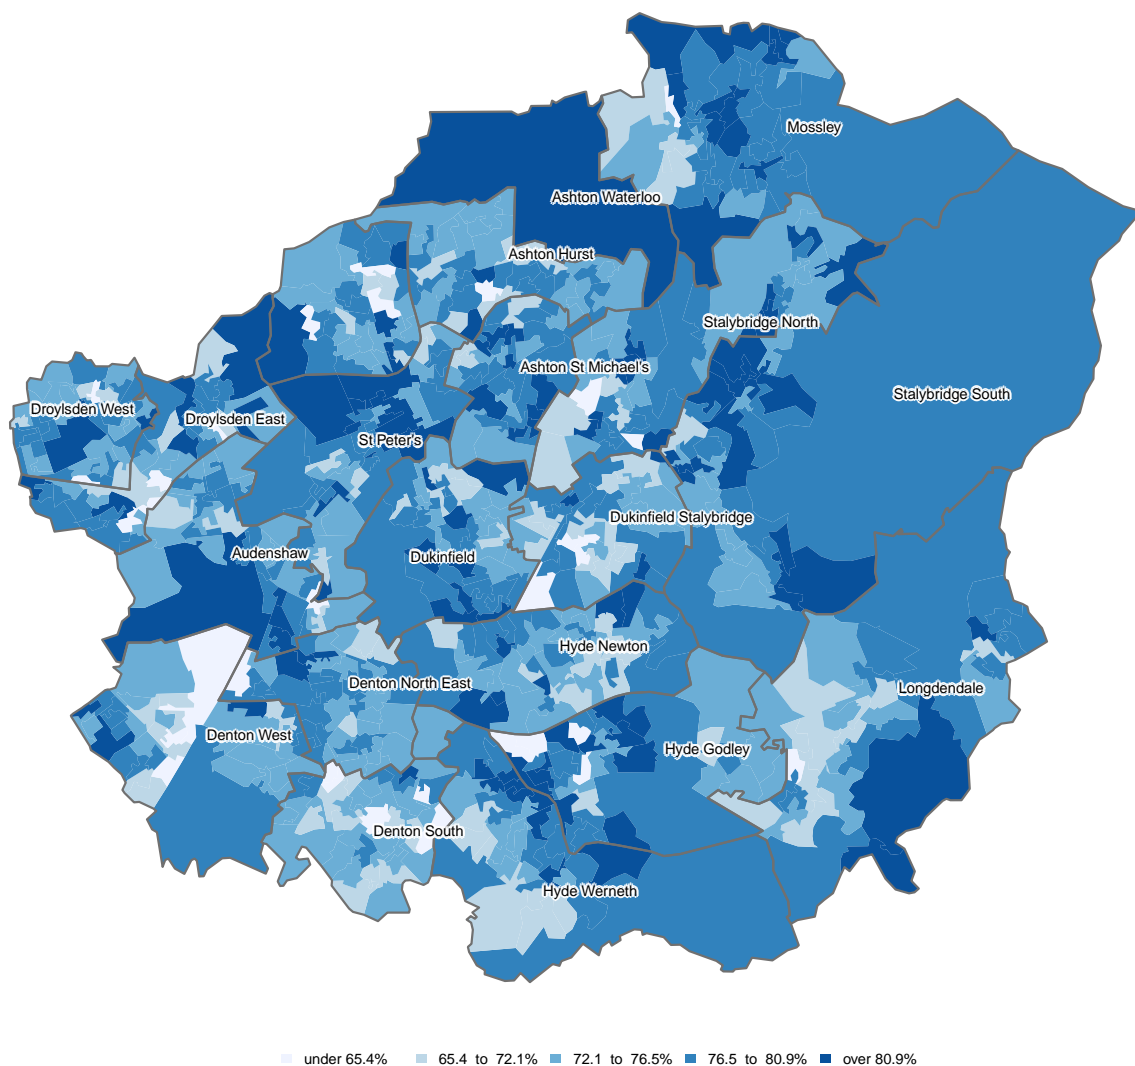 Mossley
Ashton Waterloo
Ashton Hurst
Stalybridge North
Ashton St Michael's
Stalybridge South
Droylsden West
Droylsden East
St Peter's
Dukinfield Stalybridge
Audenshaw
Dukinfield
Hyde Newton
Denton North East
Longdendale
Denton West
Hyde Godley
Denton South
Hyde Werneth
under 65.4% 65.4 to 72.1% 72.1 to 76.5% 76.5 to 80.9% over 80.9%